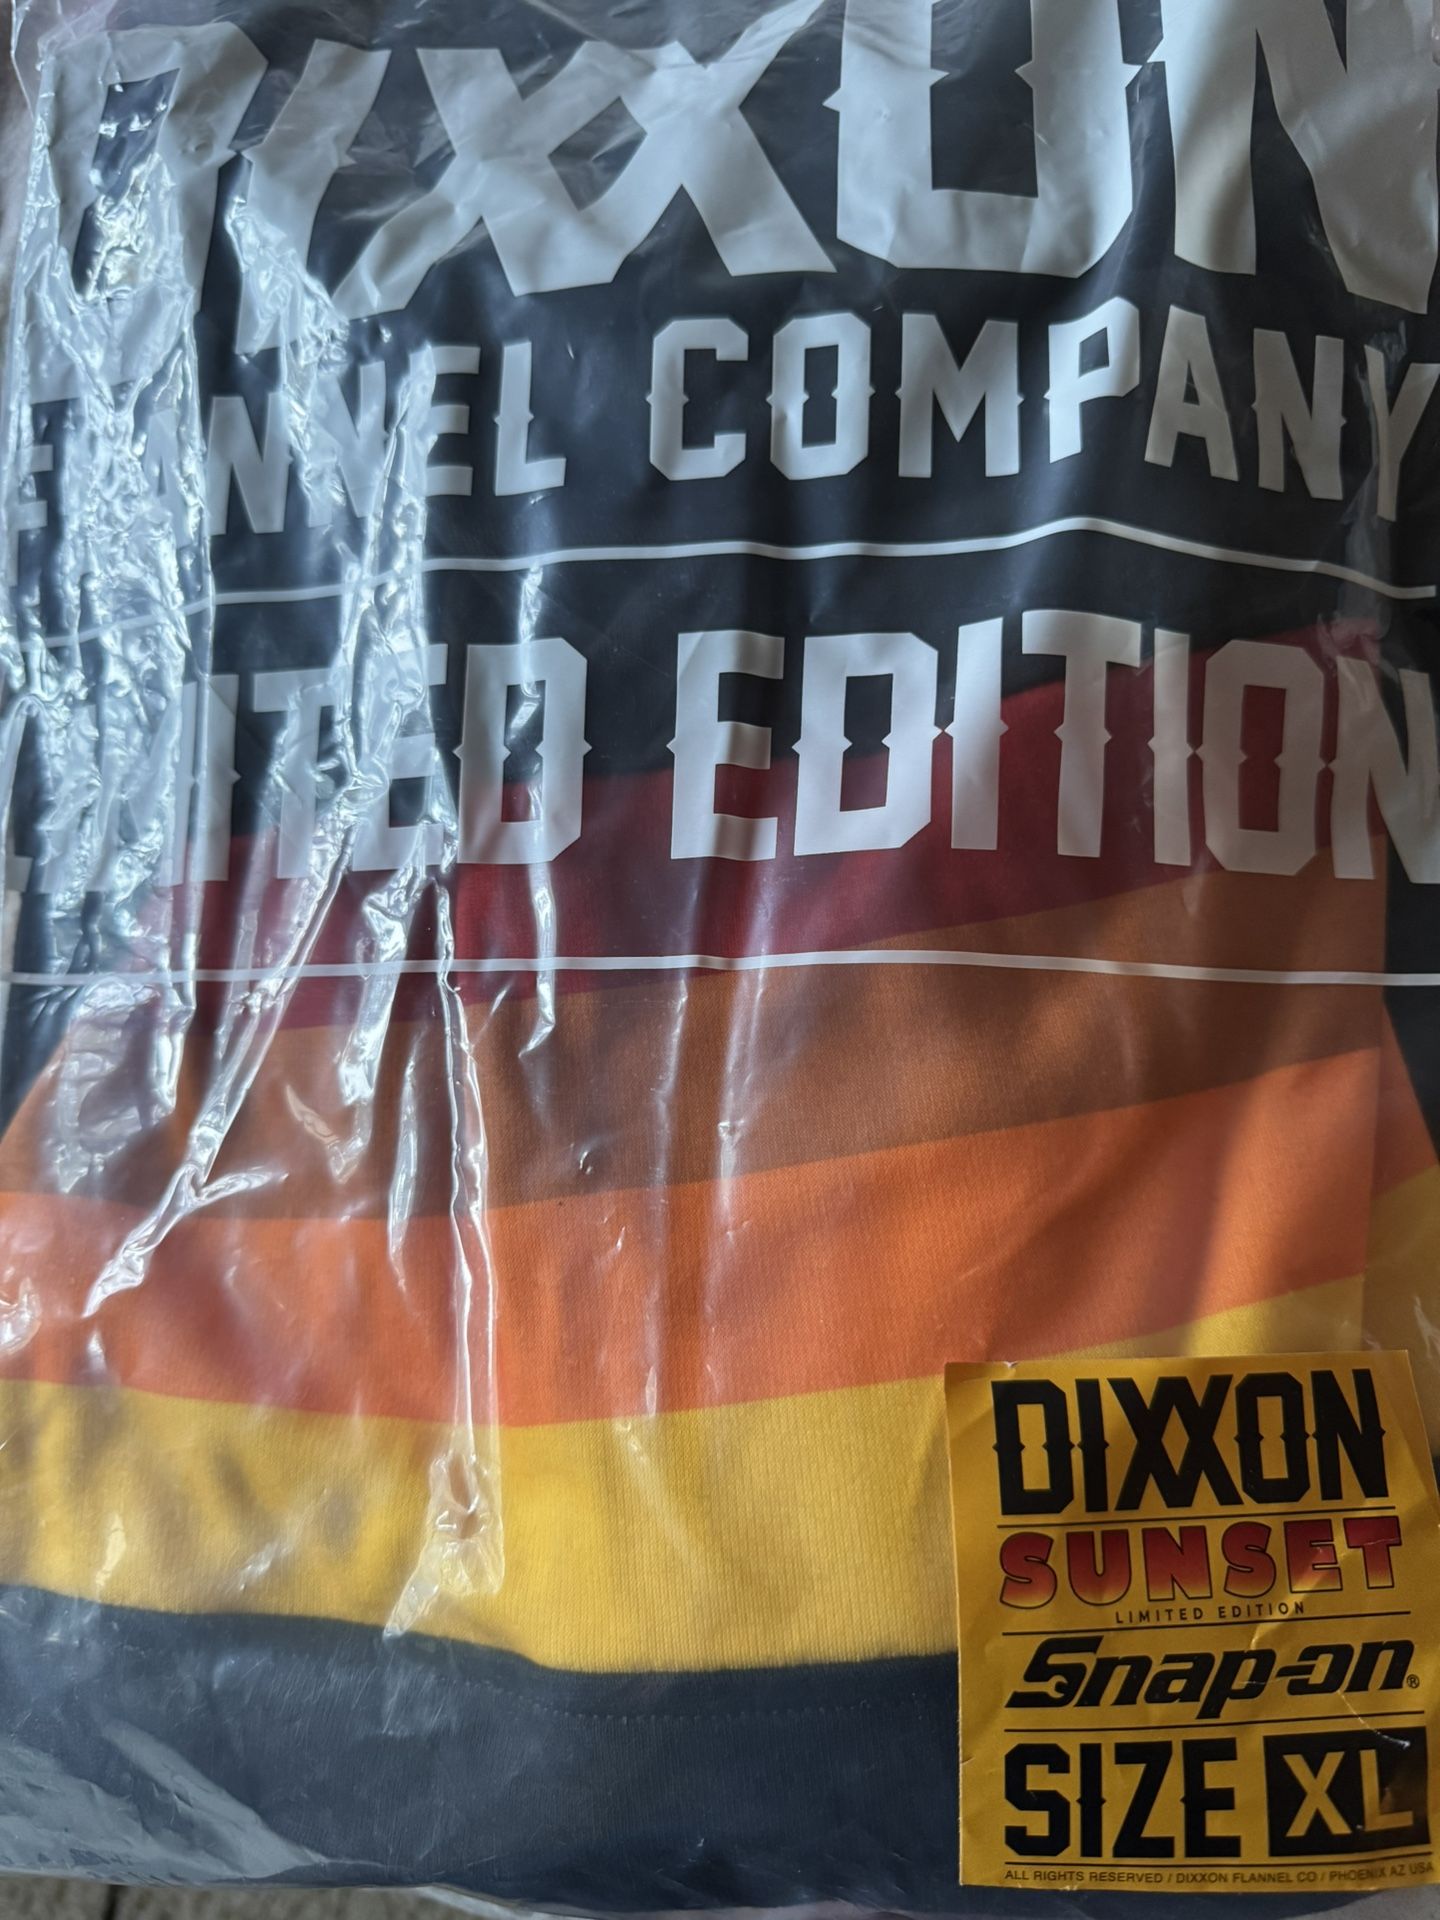 DIXXON
FLANNEL COMPANY
LIMITED EDITION
DIXXON
SUNSET
LIMITED EDITION
Snap-on®
SIZE XL
ALL RIGHTS RESERVED / DIXXON FLANNEL CO / PHOENIX AZ USA